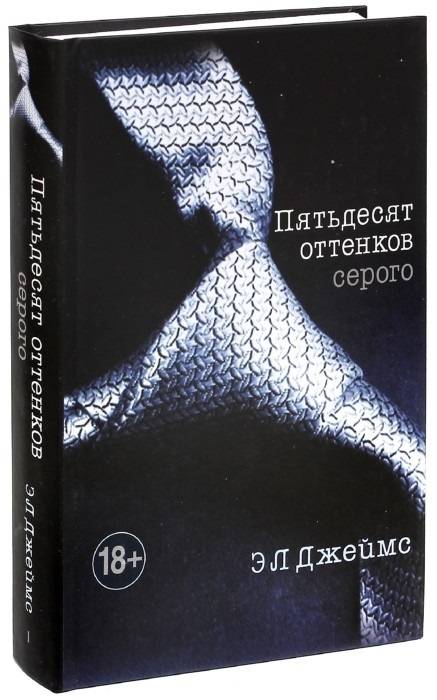 Пятьдесят
оттенков
серого
Э Л Джеймс
18+
Пятьдесят оттенков
серого
Э Л Джеймс
1